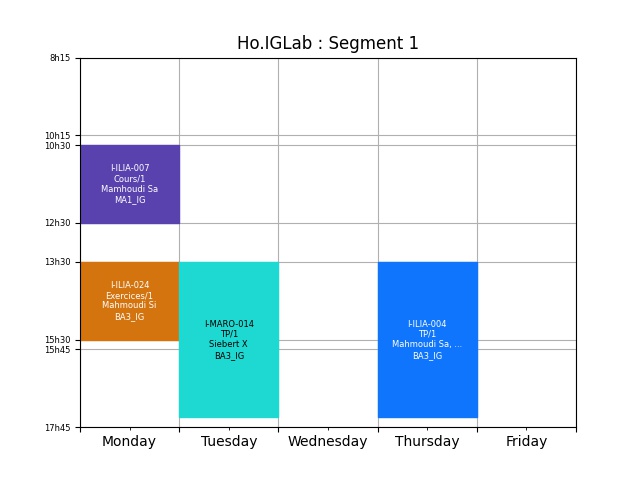 Ho.IGLab : Segment 1
8h15
10h15
10h30
I-ILIA-007
Cours/1
Mamhoudi Sa
MA1_IG
12h30
13h30
I-ILIA-024
Exercices/1
Mahmoudi Si
BA3_IG
I-MARO-014
TP/1
Siebert X
BA3_IG
I-ILIA-004
TP/1
Mahmoudi Sa, ...
BA3_IG
15h30
15h45
17h45
Monday
Tuesday
Wednesday
Thursday
Friday